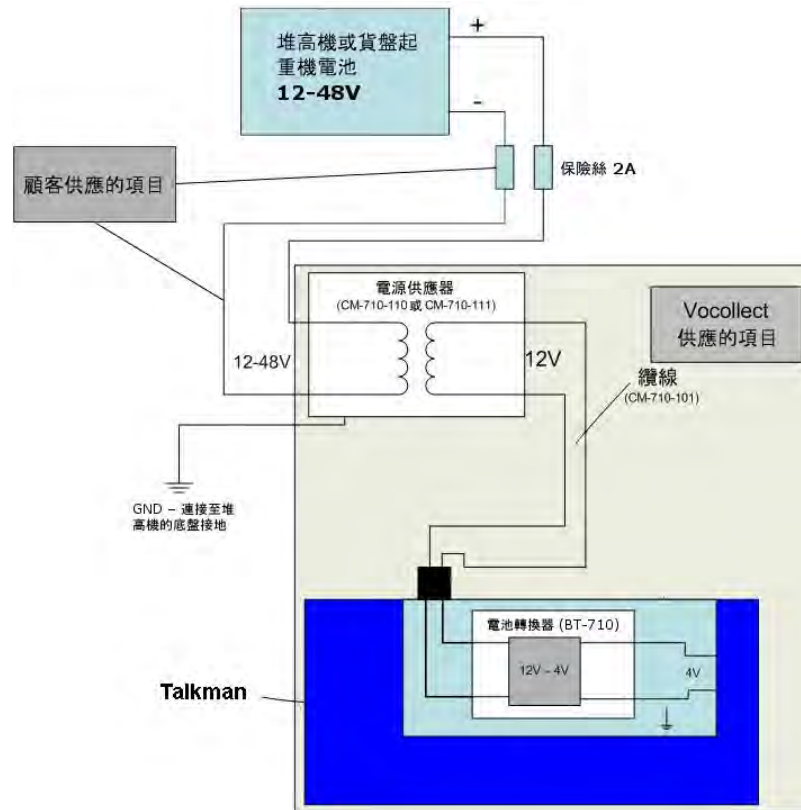 堆高機或貨盤起
重機電池
12-48V
+
-
保險絲 2A
顧客供應的項目
電源供應器
(CM-710-110 或 CM-710-111)
Vocollect
供應的項目
12-48V
12V
纜線
(CM-710-101)
GND – 連接至堆
高機的底盤接地
電池轉換器 (BT-710)
12V – 4V
4V
Talkman